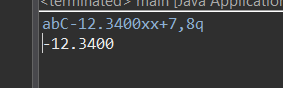 <terminated> main [Java Application
abC-12.3400xx+7,8q
-12.3400